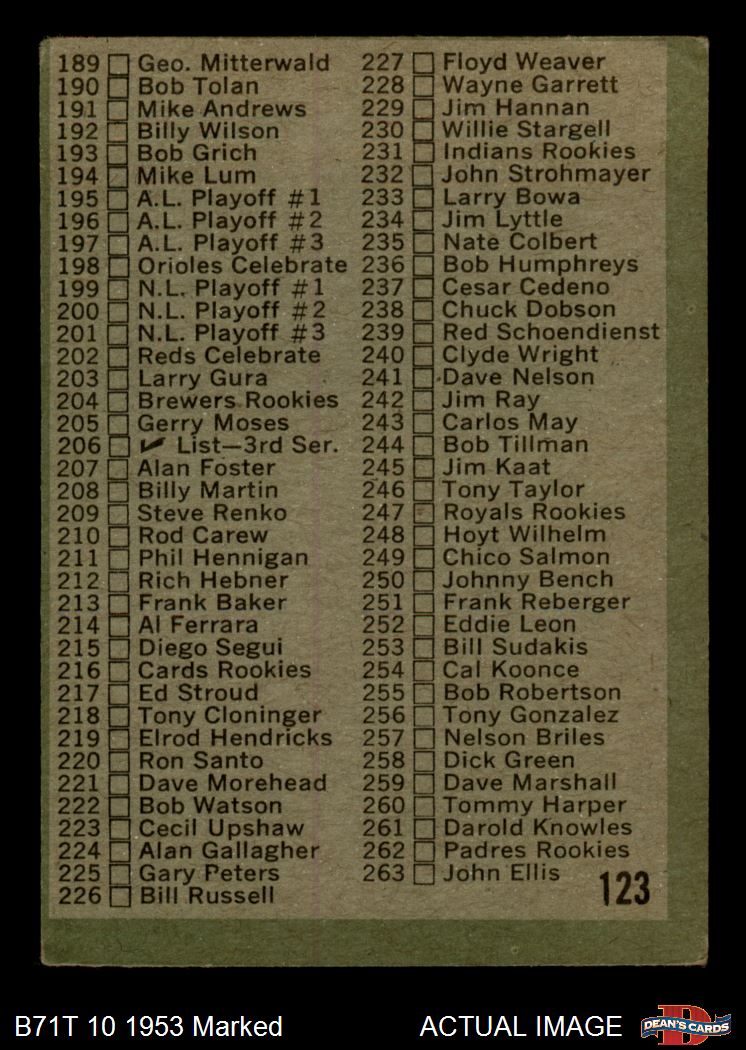 189 Geo. Mitterwald
190 Bob Tolan
191 Mike Andrews
192 Billy Wilson
193 Bob Grich
194 Mike Lum
195 A.L. Playoff #1
196 A.L. Playoff #2
197 A.L. Playoff #3
198 Orioles Celebrate
199 N.L. Playoff #1
200 N.L. Playoff #2
201 N.L. Playoff #3
202 Reds Celebrate
203 Larry Gura
204 Brewers Rookies
205 Gerry Moses
206 ✔ List—3rd Ser.
207 Alan Foster
208 Billy Martin
209 Steve Renko
210 Rod Carew
211 Phil Hennigan
212 Rich Hebner
213 Frank Baker
214 Al Ferrara
215 Diego Segui
216 Cards Rookies
217 Ed Stroud
218 Tony Cloninger
219 Elrod Hendricks
220 Ron Santo
221 Dave Morehead
222 Bob Watson
223 Cecil Upshaw
224 Alan Gallagher
225 Gary Peters
226 Bill Russell
227 Floyd Weaver
228 Wayne Garrett
229 Jim Hannan
230 Willie Stargell
231 Indians Rookies
232 John Strohmayer
233 Larry Bowa
234 Jim Lyttle
235 Nate Colbert
236 Bob Humphreys
237 Cesar Cedeno
238 Chuck Dobson
239 Red Schoendienst
240 Clyde Wright
241 Dave Nelson
242 Jim Ray
243 Carlos May
244 Bob Tillman
245 Jim Kaat
246 Tony Taylor
247 Royals Rookies
248 Hoyt Wilhelm
249 Chico Salmon
250 Johnny Bench
251 Frank Reberger
252 Eddie Leon
253 Bill Sudakis
254 Cal Koonce
255 Bob Robertson
256 Tony Gonzalez
257 Nelson Briles
258 Dick Green
259 Dave Marshall
260 Tommy Harper
261 Darold Knowles
262 Padres Rookies
263 John Ellis
123
B71T 10 1953 Marked
ACTUAL IMAGE
D
DEAN'S CARDS